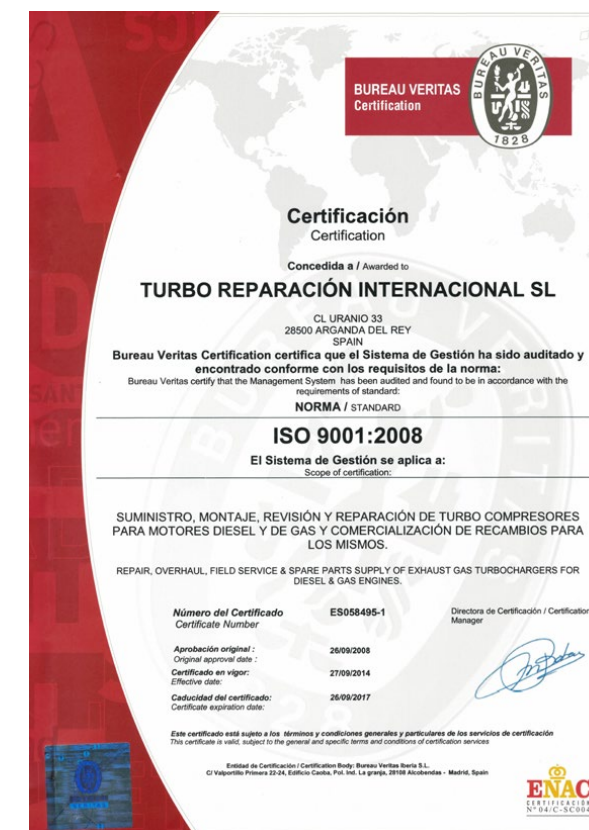 BUREAU VERITAS
Certification
BUREAU VERITAS
1828
Certificación
Certification
Concedida a / Awarded to
TURBO REPARACIÓN INTERNACIONAL SL
CL URANIO 33
28500 ARGANDA DEL REY
SPAIN
Bureau Veritas Certification certifica que el Sistema de Gestión ha sido auditado y
encontrado conforme con los requisitos de la norma:
Bureau Veritas certify that the Management System has been audited and found to be in accordance with the
requirements of standard:
NORMA / STANDARD
ISO 9001:2008
El Sistema de Gestión se aplica a:
Scope of certification:
SUMINISTRO, MONTAJE, REVISIÓN Y REPARACIÓN DE TURBO COMPRESORES
PARA MOTORES DIESEL Y DE GAS Y COMERCIALIZACIÓN DE RECAMBIOS PARA
LOS MISMOS.
REPAIR, OVERHAUL, FIELD SERVICE & SPARE PARTS SUPPLY OF EXHAUST GAS TURBOCHARGERS FOR
DIESEL & GAS ENGINES.
Número del Certificado ES058495-1 Directora de Certificación / Certification
Certificate Number Manager
Aprobación original : 26/09/2008
Original approval date :
Certificado en vigor: 27/09/2014
Effective date:
Caducidad del certificado: 26/09/2017
Certificate expiration date:
Este certificado está sujeto a los términos y condiciones generales y particulares de los servicios de certificación
This certificate is valid, subject to the general and specific terms and conditions of certification services
Entidad de Certificación / Certification Body: Bureau Veritas Iberia S.L.
C/ Valportillo Primera 22-24, Edificio Caoba, Pol. Ind. La granja, 28108 Alcobendas - Madrid, Spain
ENAC
CERTIFICACIÓN
Nº 04/C-SC004